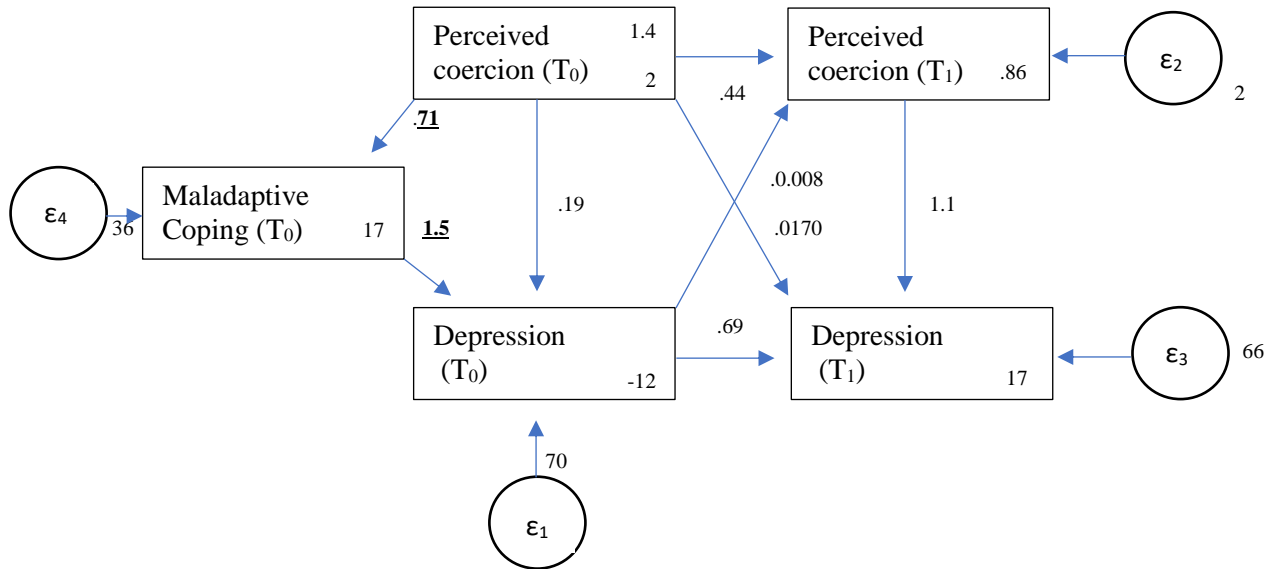 Perceived 1.4
coercion (T₀) 2
Perceived
coercion (T₁) .86
ε₂
2
.44
.71
Maladaptive
Coping (T₀) 17
ε₄
36
1.5
.19
.0.008
.0170
1.1
Depression
(T₀)
-12
.69
Depression
(T₁)
17
ε₃
66
70
ε₁